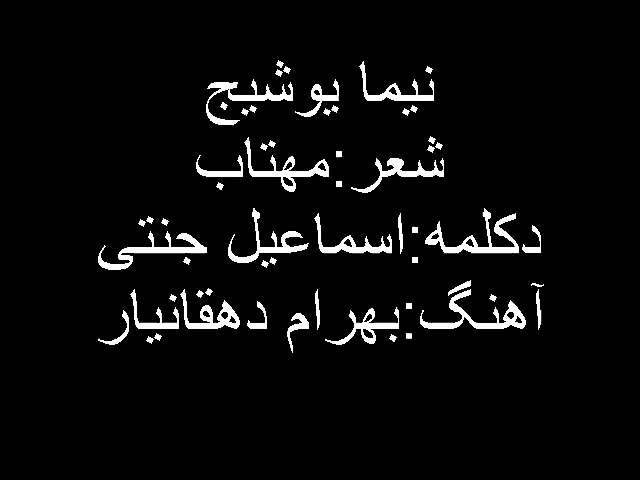 نیما یوشیج
شعر:مهتاب
دکلمه:اسماعیل جنتی
آهنگ:بهرام دهقانیار